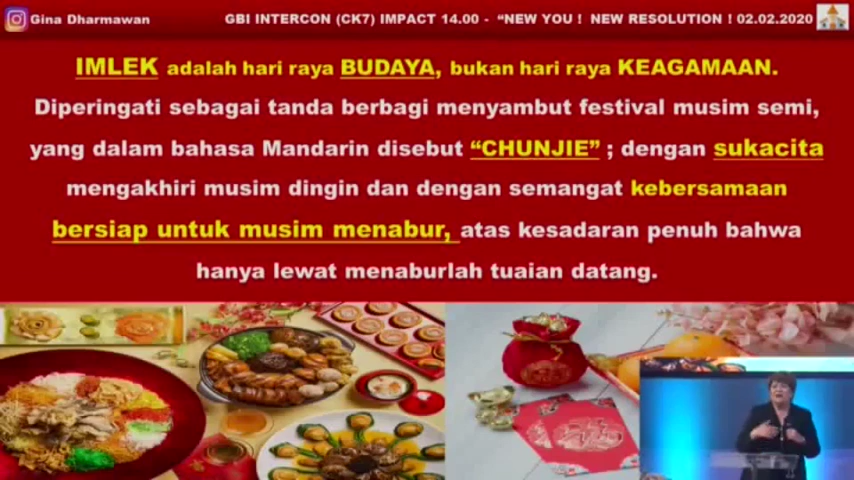 Gina Dharmawan
GBI INTERCON (CK7) IMPACT 14.00 - “NEW YOU ! NEW RESOLUTION ! 02.02.2020
IMLEK adalah hari raya BUDAYA, bukan hari raya KEAGAMAAN.
Diperingati sebagai tanda berbagi menyambut festival musim semi,
yang dalam bahasa Mandarin disebut “CHUNJIE” ; dengan sukacita
mengakhiri musim dingin dan dengan semangat kebersamaan
bersiap untuk musim menabur, atas kesadaran penuh bahwa
hanya lewat menaburlah tuaian datang.